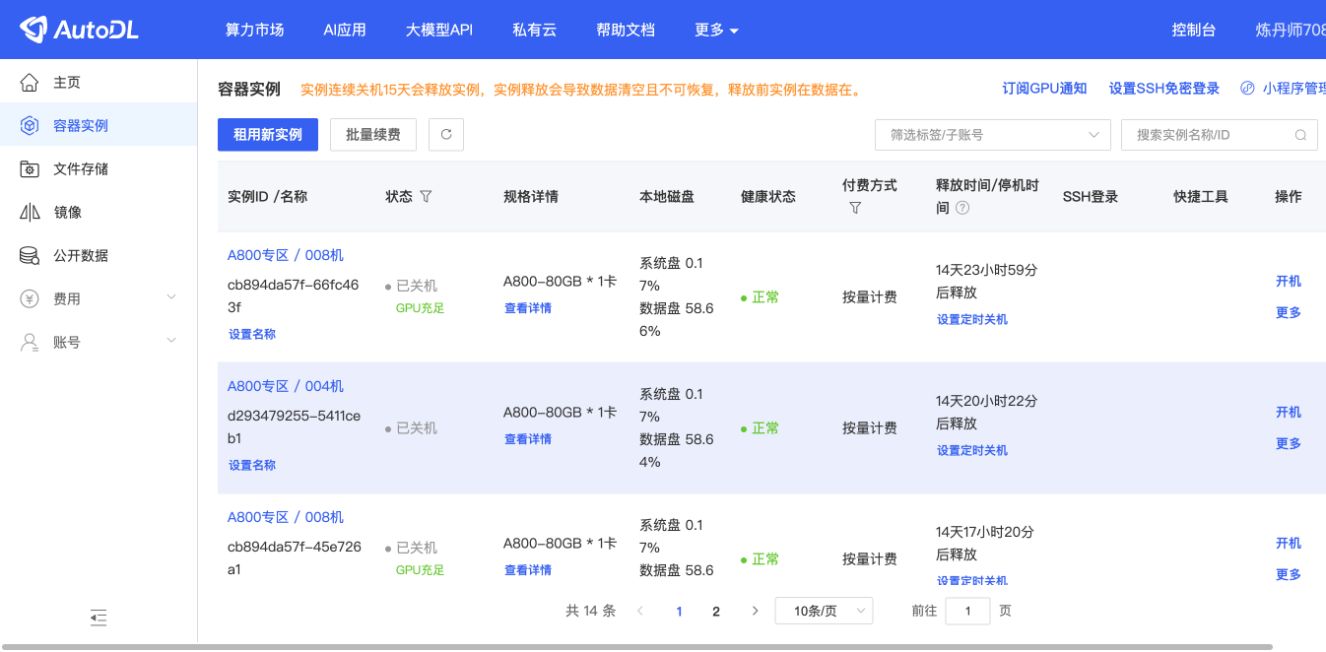 AutoDL 算力市场 AI应用 大模型API 私有云 帮助文档 更多 控制台 炼丹师708
主页
容器实例
文件存储
镜像
公开数据
费用
账号
容器实例 实例连续关机15天会释放实例，实例释放会导致数据清空且不可恢复，释放前实例在数据在。 订阅GPU通知 设置SSH免密登录 小程序管理
租用新实例 批量续费 筛选标签/子账号 搜索实例名称/ID
实例ID /名称 状态 规格详情 本地磁盘 健康状态 付费方式 释放时间/停机时间 SSH登录 快捷工具 操作
A800专区 / 008机
cb894da57f-66fc46
3f
设置名称
已关机
GPU充足
A800-80GB * 1卡
查看详情
系统盘 0.1
7%
数据盘 58.6
6%
正常
按量计费
14天23小时59分
后释放
设置定时关机
开机
更多
A800专区 / 004机
d293479255-5411ce
b1
设置名称
已关机
A800-80GB * 1卡
查看详情
系统盘 0.1
7%
数据盘 58.6
4%
正常
按量计费
14天20小时22分
后释放
设置定时关机
开机
更多
A800专区 / 008机
cb894da57f-45e726
a1
已关机
GPU充足
A800-80GB * 1卡
查看详情
系统盘 0.1
7%
数据盘 58.6
正常
按量计费
14天17小时20分
后释放
设置定时关机
开机
更多
共 14 条 1 2 10条/页 前往 1 页